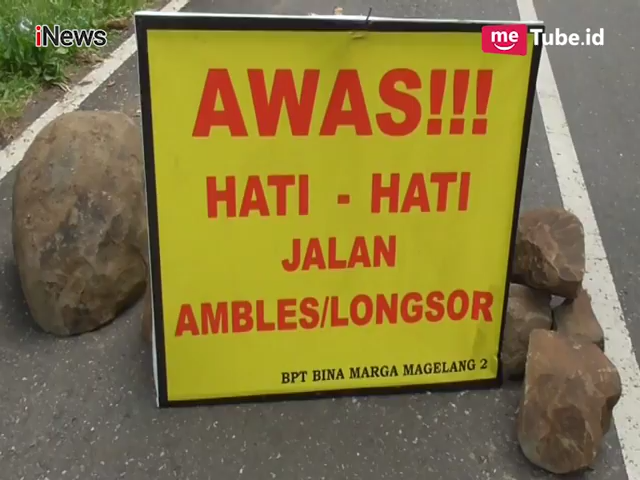 iNews
me Tube.id
AWAS!!!
HATI - HATI
JALAN
AMBLES/LONGSOR
BPT BINA MARGA MAGELANG 2